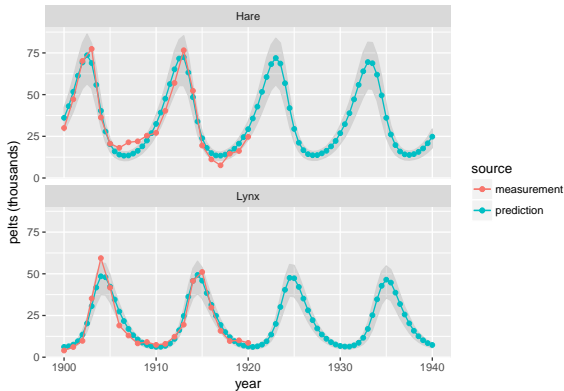 Hare
75
50
25
0
Lynx
75
50
25
0
pelts (thousands)
1900 1910 1920 1930 1940
year
source
measurement
prediction